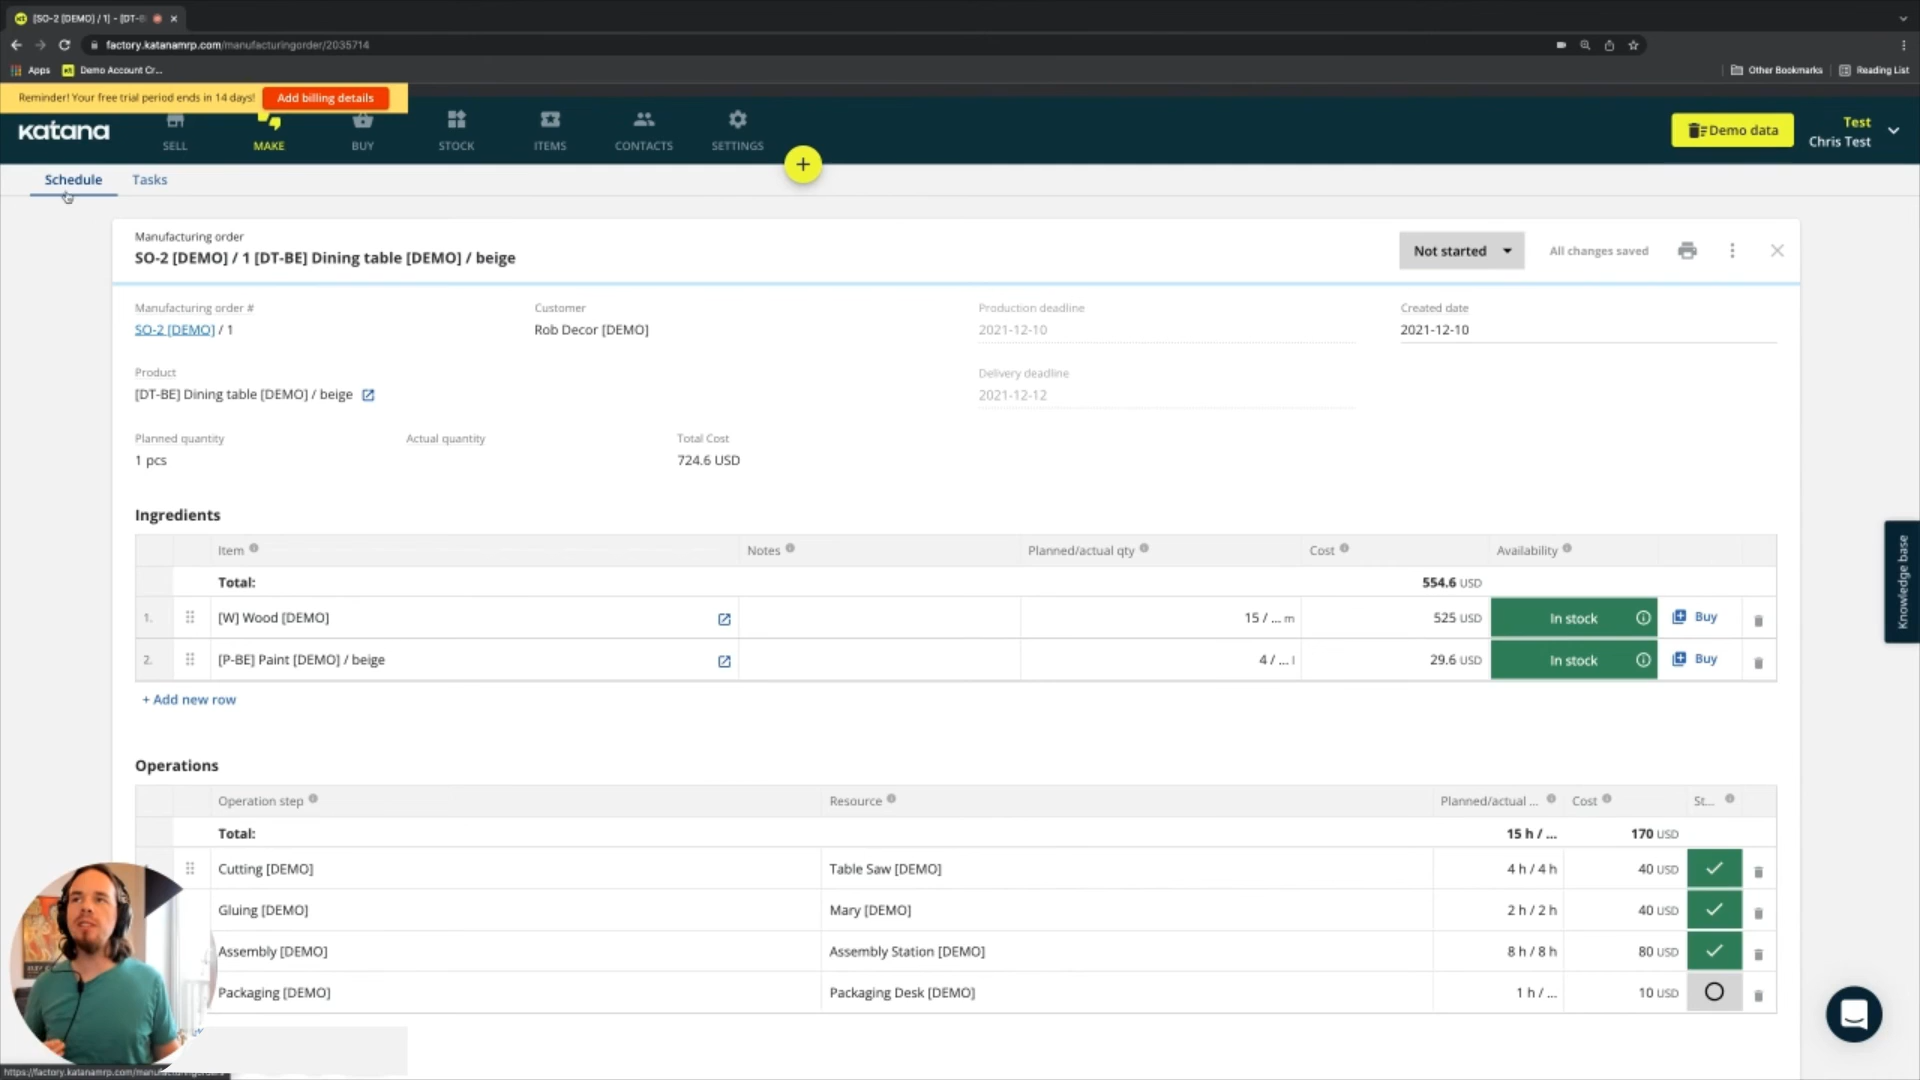 [SO-2 [DEMO] / 1] - [DT-B
factory.katanamrp.com/manufacturingorder/2035714
Apps
Demo Account Cr...
Other Bookmarks
Reading List
Reminder! Your free trial period ends in 14 days!
Add billing details
katana
SELL
MAKE
BUY
STOCK
ITEMS
CONTACTS
SETTINGS
+
Demo data
Test
Chris Test
Schedule
Tasks
Manufacturing order
SO-2 [DEMO] / 1 [DT-BE] Dining table [DEMO] / beige
Not started
All changes saved
Manufacturing order #
SO-2 [DEMO] / 1
Customer
Rob Decor [DEMO]
Production deadline
2021-12-10
Created date
2021-12-10
Product
[DT-BE] Dining table [DEMO] / beige
Delivery deadline
2021-12-12
Planned quantity
1 pcs
Actual quantity
Total Cost
724.6 USD
Ingredients
Item Notes Planned/actual qty Cost Availability
Total: 554.6 USD
1. [W] Wood [DEMO] 15 / ... m 525 USD In stock Buy
2. [P-BE] Paint [DEMO] / beige 4 / ... l 29.6 USD In stock Buy
+ Add new row
Knowledge base
Operations
Operation step Resource Planned/actual ... Cost St...
Total: 15 h / ... 170 USD
Cutting [DEMO] Table Saw [DEMO] 4 h / 4 h 40 USD
Gluing [DEMO] Mary [DEMO] 2 h / 2 h 40 USD
Assembly [DEMO] Assembly Station [DEMO] 8 h / 8 h 80 USD
Packaging [DEMO] Packaging Desk [DEMO] 1 h / ... 10 USD